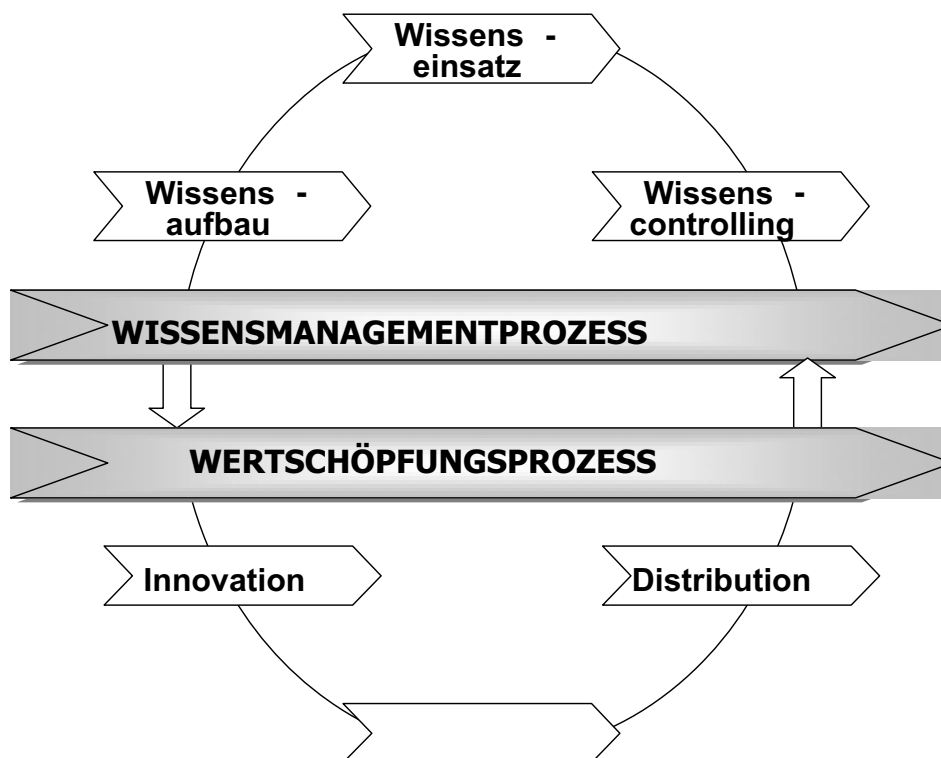 Wissens -
einsatz
Wissens -
aufbau
Wissens -
controlling
WISSENSMANAGEMENTPROZESS
WERTSCHÖPFUNGSPROZESS
Innovation
Distribution